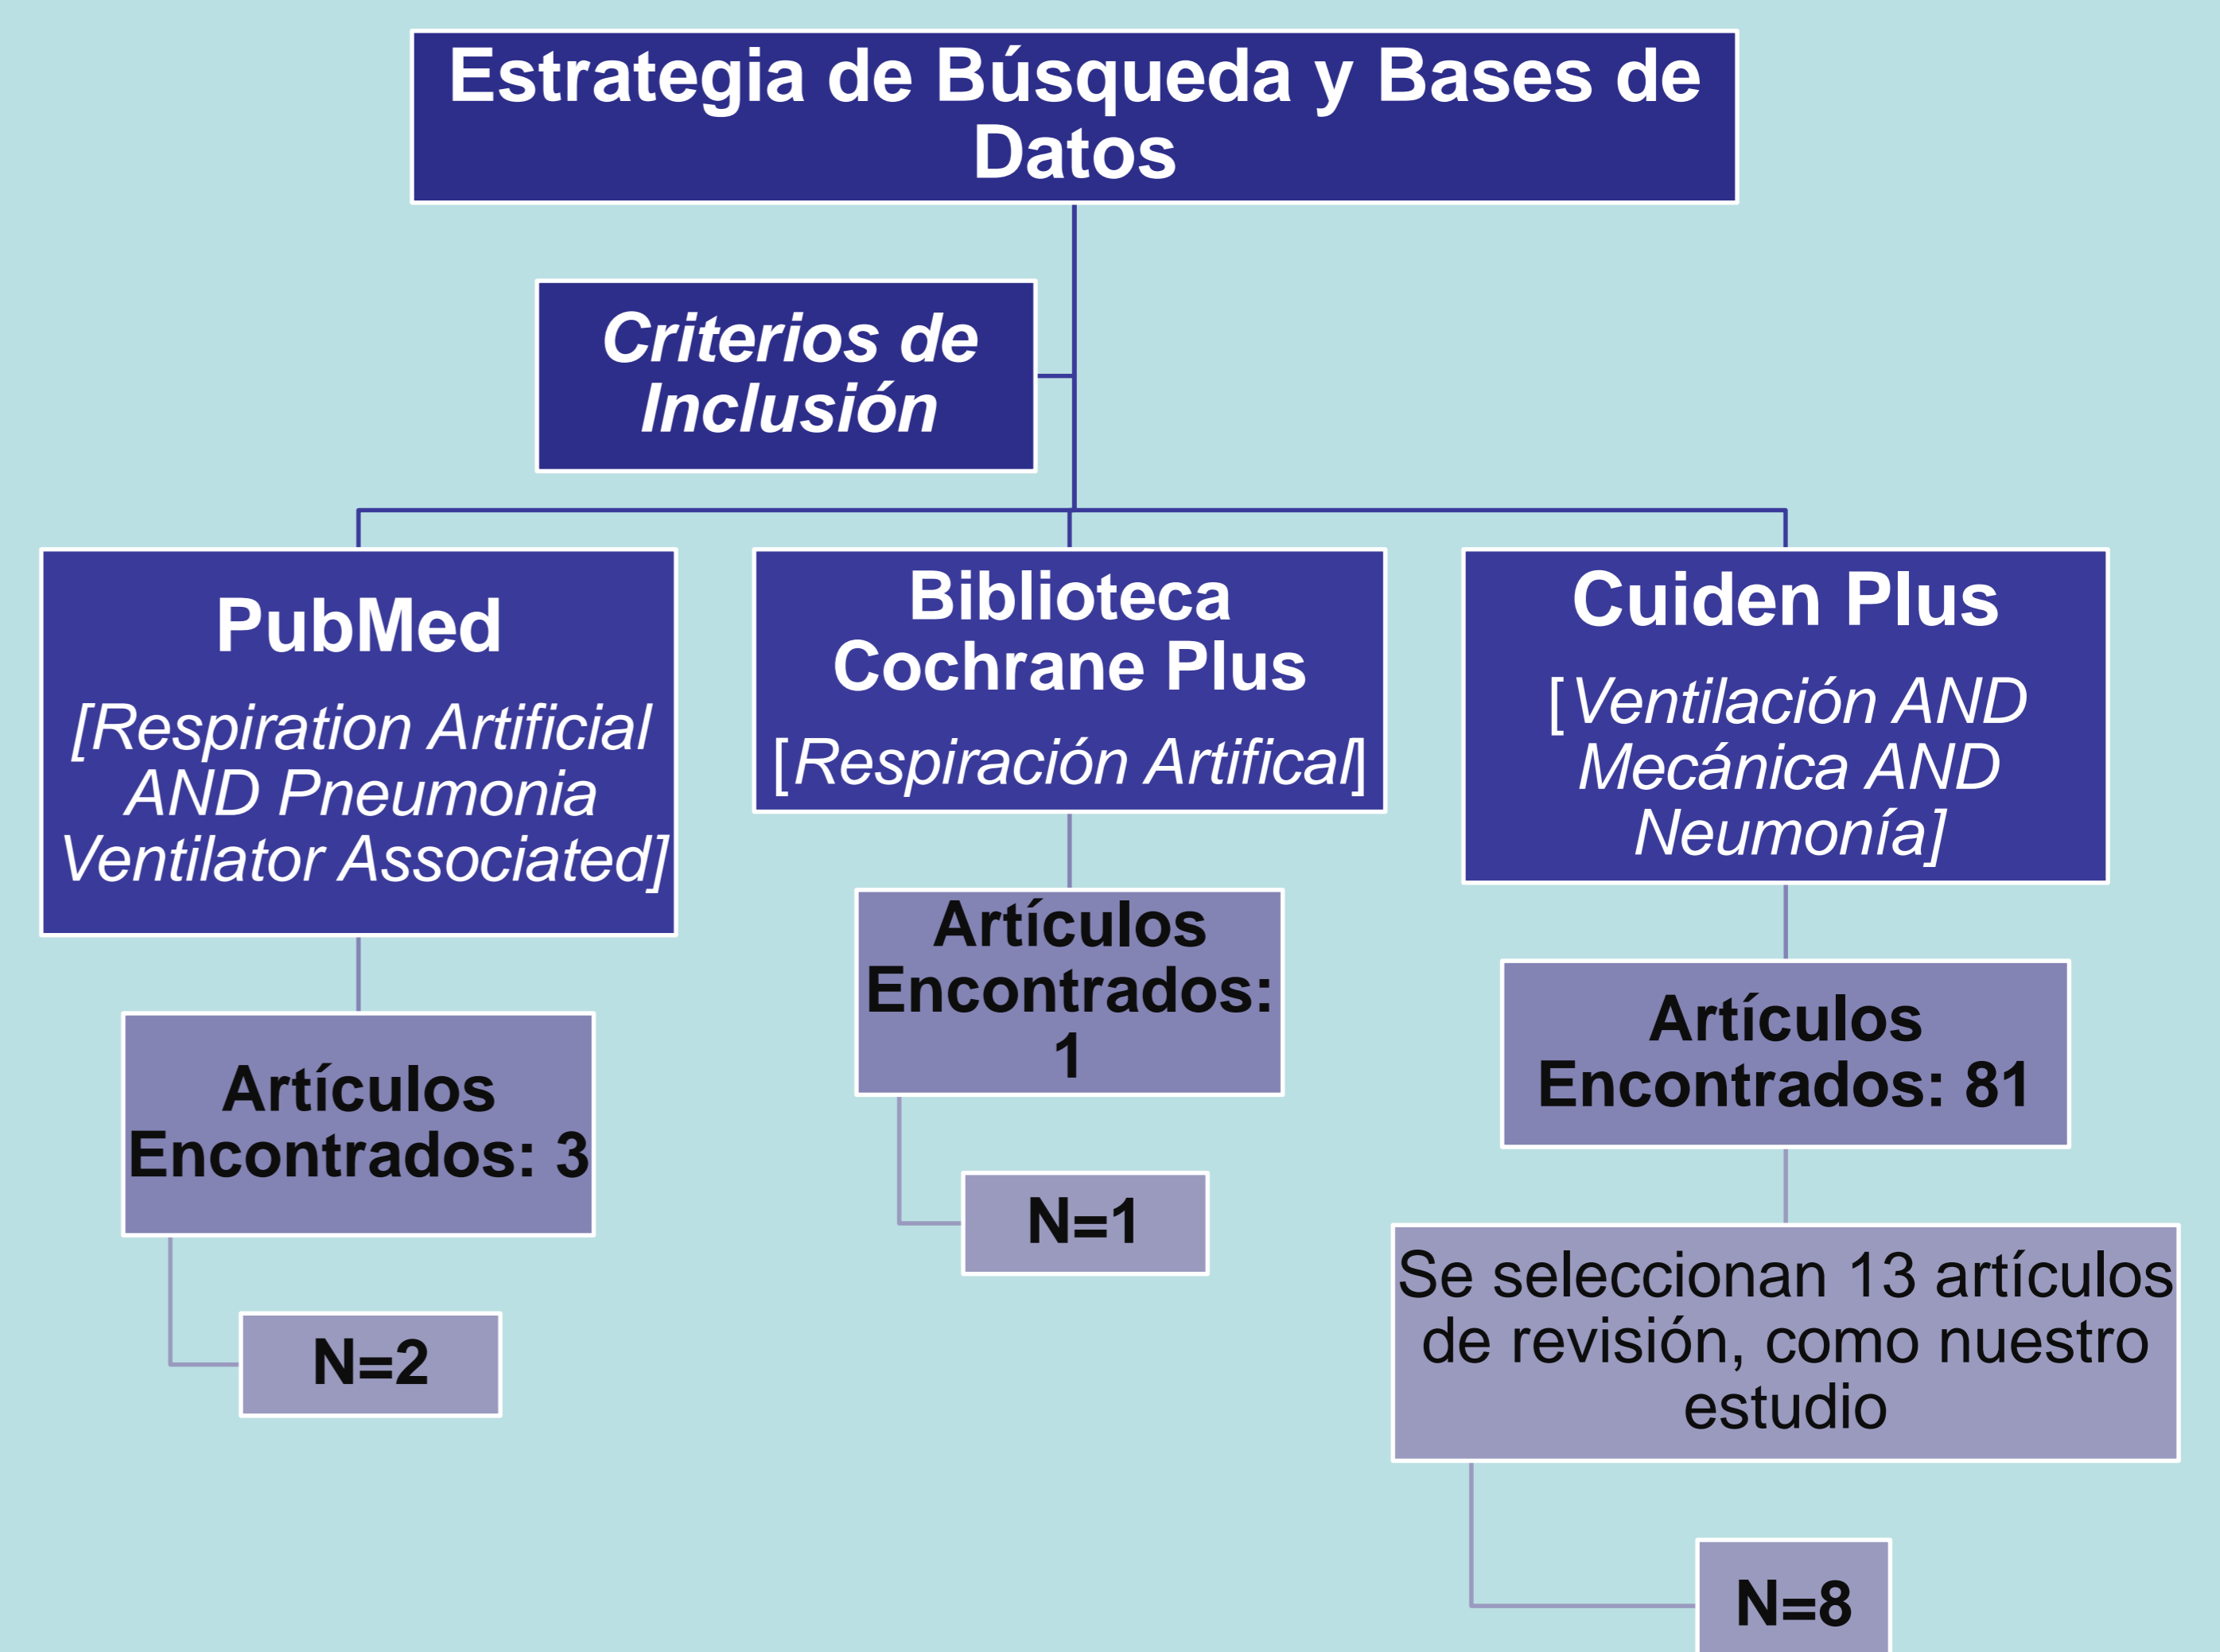 Estrategia de Búsqueda y Bases de
Datos
Criterios de
Inclusión
PubMed
[Respiration Artificial
AND Pneumonia
Ventilator Associated]
Artículos
Encontrados: 3
N=2
Biblioteca
Cochrane Plus
[Respiración Artifical]
Artículos
Encontrados:
1
N=1
Cuiden Plus
[Ventilación AND
Mecánica AND
Neumonía]
Artículos
Encontrados: 81
Se seleccionan 13 artículos
de revisión, como nuestro
estudio
N=8